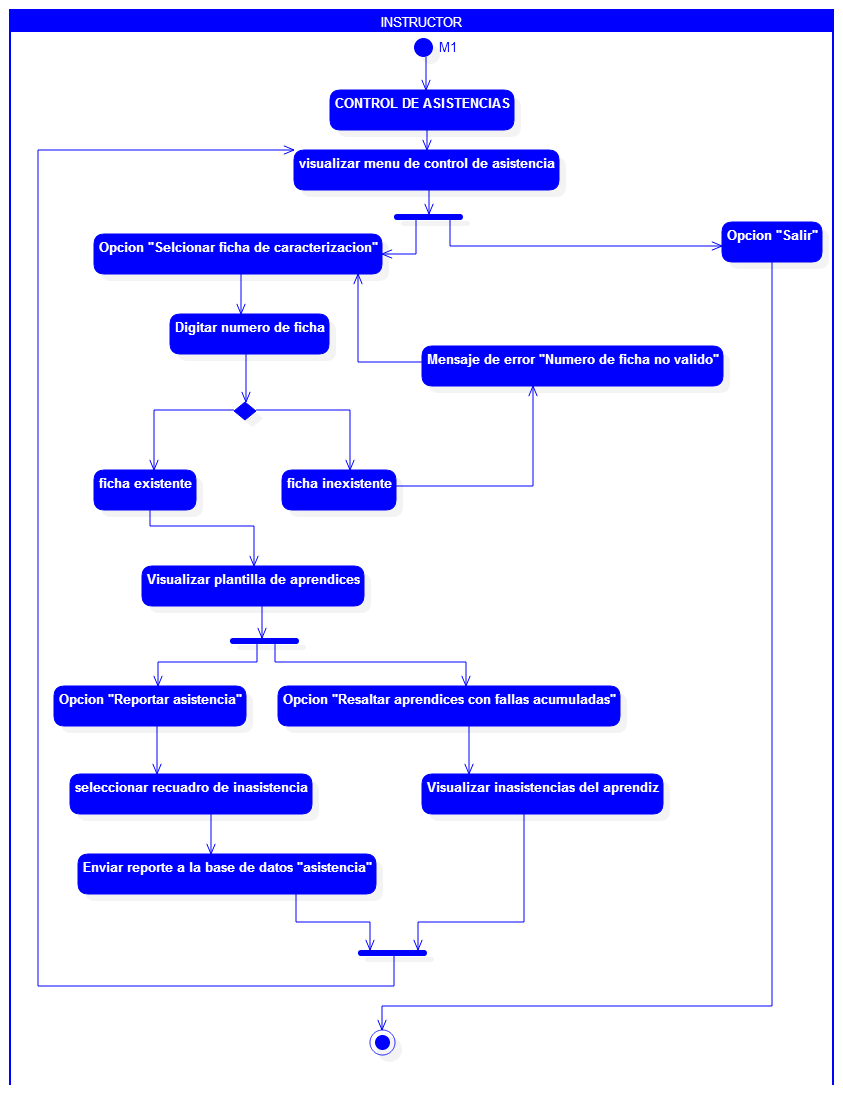 INSTRUCTOR
M1
CONTROL DE ASISTENCIAS
visualizar menu de control de asistencia
Opcion "Selcionar ficha de caracterizacion"
Opcion "Salir"
Digitar numero de ficha
Mensaje de error "Numero de ficha no valido"
ficha existente
ficha inexistente
Visualizar plantilla de aprendices
Opcion "Reportar asistencia"
Opcion "Resaltar aprendices con fallas acumuladas"
seleccionar recuadro de inasistencia
Visualizar inasistencias del aprendiz
Enviar reporte a la base de datos "asistencia"